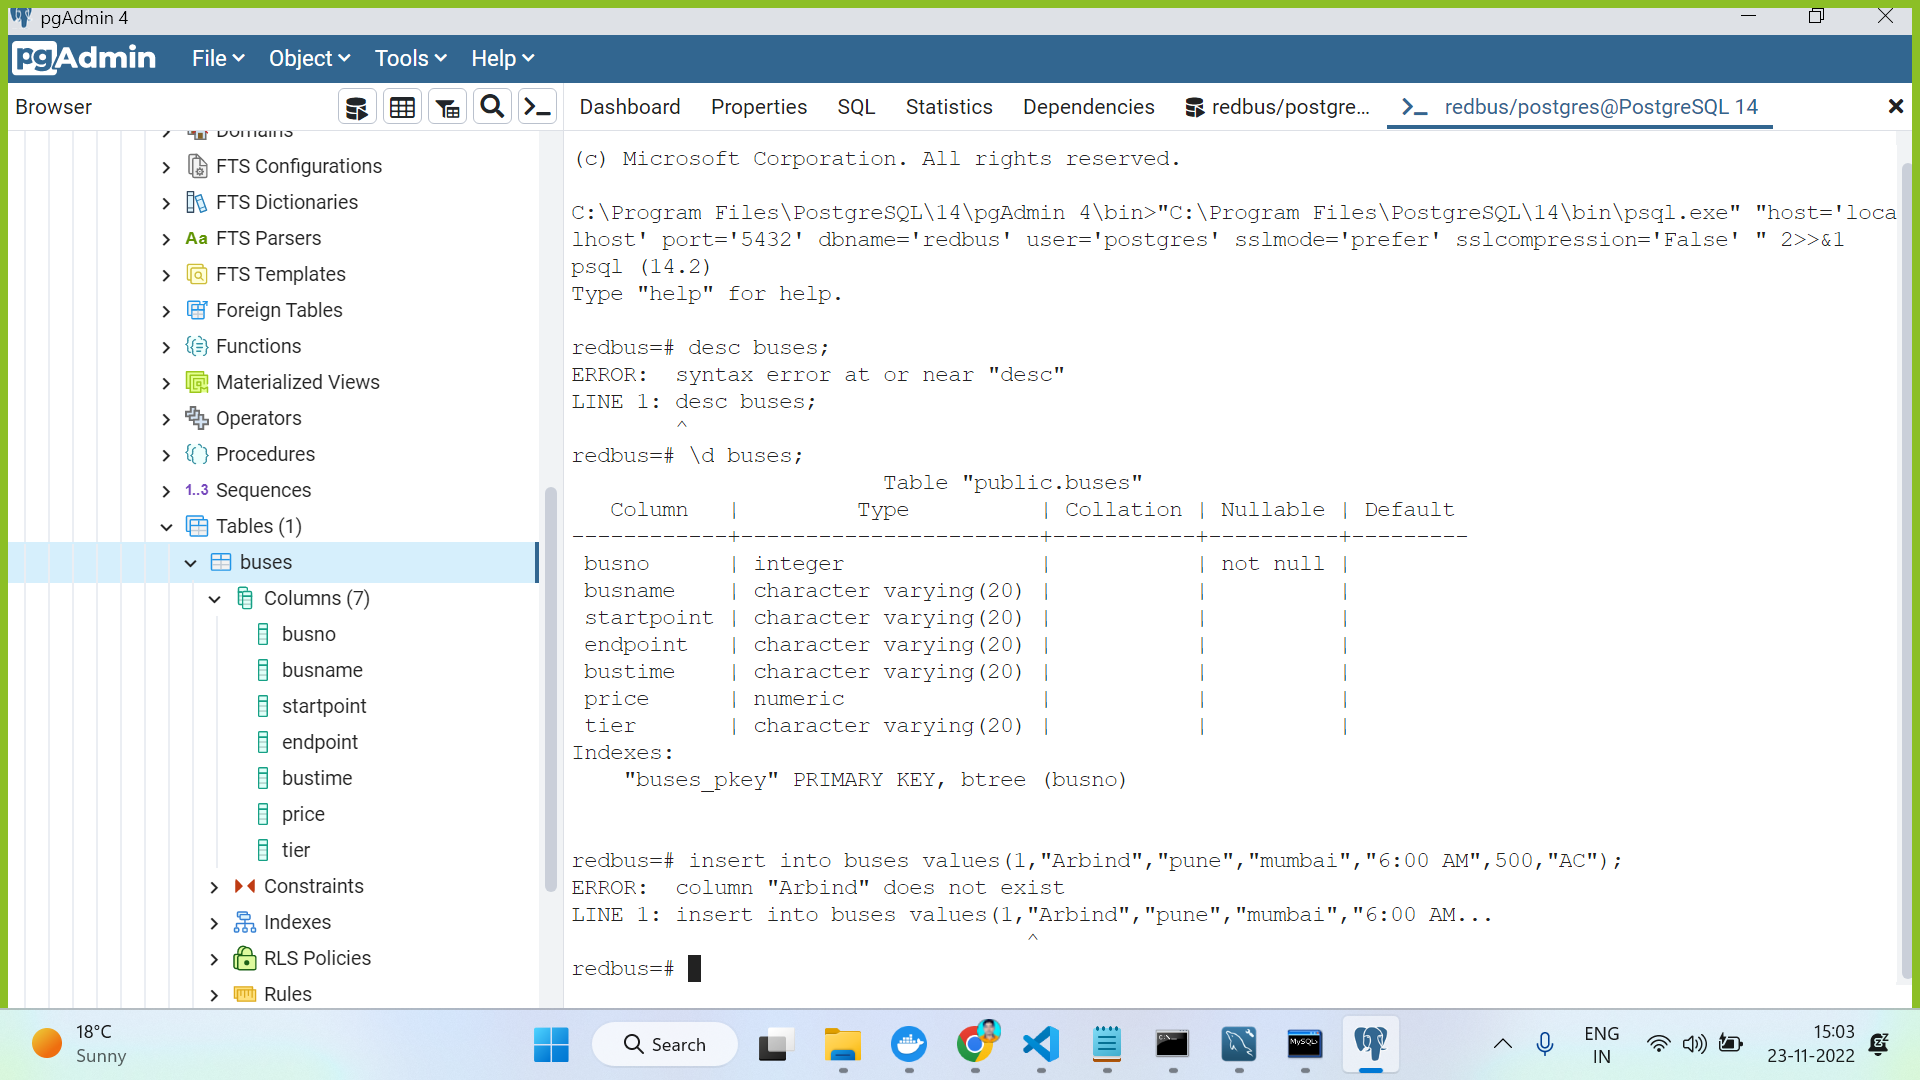 pgAdmin 4
pgAdmin File Object Tools Help
Browser
Dashboard Properties SQL Statistics Dependencies redbus/postgre... redbus/postgres@PostgreSQL 14
Domains
FTS Configurations
FTS Dictionaries
Aa FTS Parsers
FTS Templates
Foreign Tables
Functions
Materialized Views
Operators
Procedures
1..3 Sequences
Tables (1)
buses
Columns (7)
busno
busname
startpoint
endpoint
bustime
price
tier
Constraints
Indexes
RLS Policies
Rules
(c) Microsoft Corporation. All rights reserved.
C:\Program Files\PostgreSQL\14\pgAdmin 4\bin>"C:\Program Files\PostgreSQL\14\bin\psql.exe" "host='loca
lhost' port='5432' dbname='redbus' user='postgres' sslmode='prefer' sslcompression='False' " 2>>&1
psql (14.2)
Type "help" for help.
redbus=# desc buses;
ERROR:  syntax error at or near "desc"
LINE 1: desc buses;
        ^
redbus=# \d buses;
                        Table "public.buses"
   Column   |         Type          | Collation | Nullable | Default
------------+-----------------------+-----------+----------+---------
 busno      | integer               |           | not null |
 busname    | character varying(20) |           |          |
 startpoint | character varying(20) |           |          |
 endpoint   | character varying(20) |           |          |
 bustime    | character varying(20) |           |          |
 price      | numeric               |           |          |
 tier       | character varying(20) |           |          |
Indexes:
    "buses_pkey" PRIMARY KEY, btree (busno)
redbus=# insert into buses values(1,"Arbind","pune","mumbai","6:00 AM",500,"AC");
ERROR:  column "Arbind" does not exist
LINE 1: insert into buses values(1,"Arbind","pune","mumbai","6:00 AM...
                                   ^
redbus=#
18°C
Sunny
Search
MySQL>
ENG
IN
15:03
23-11-2022